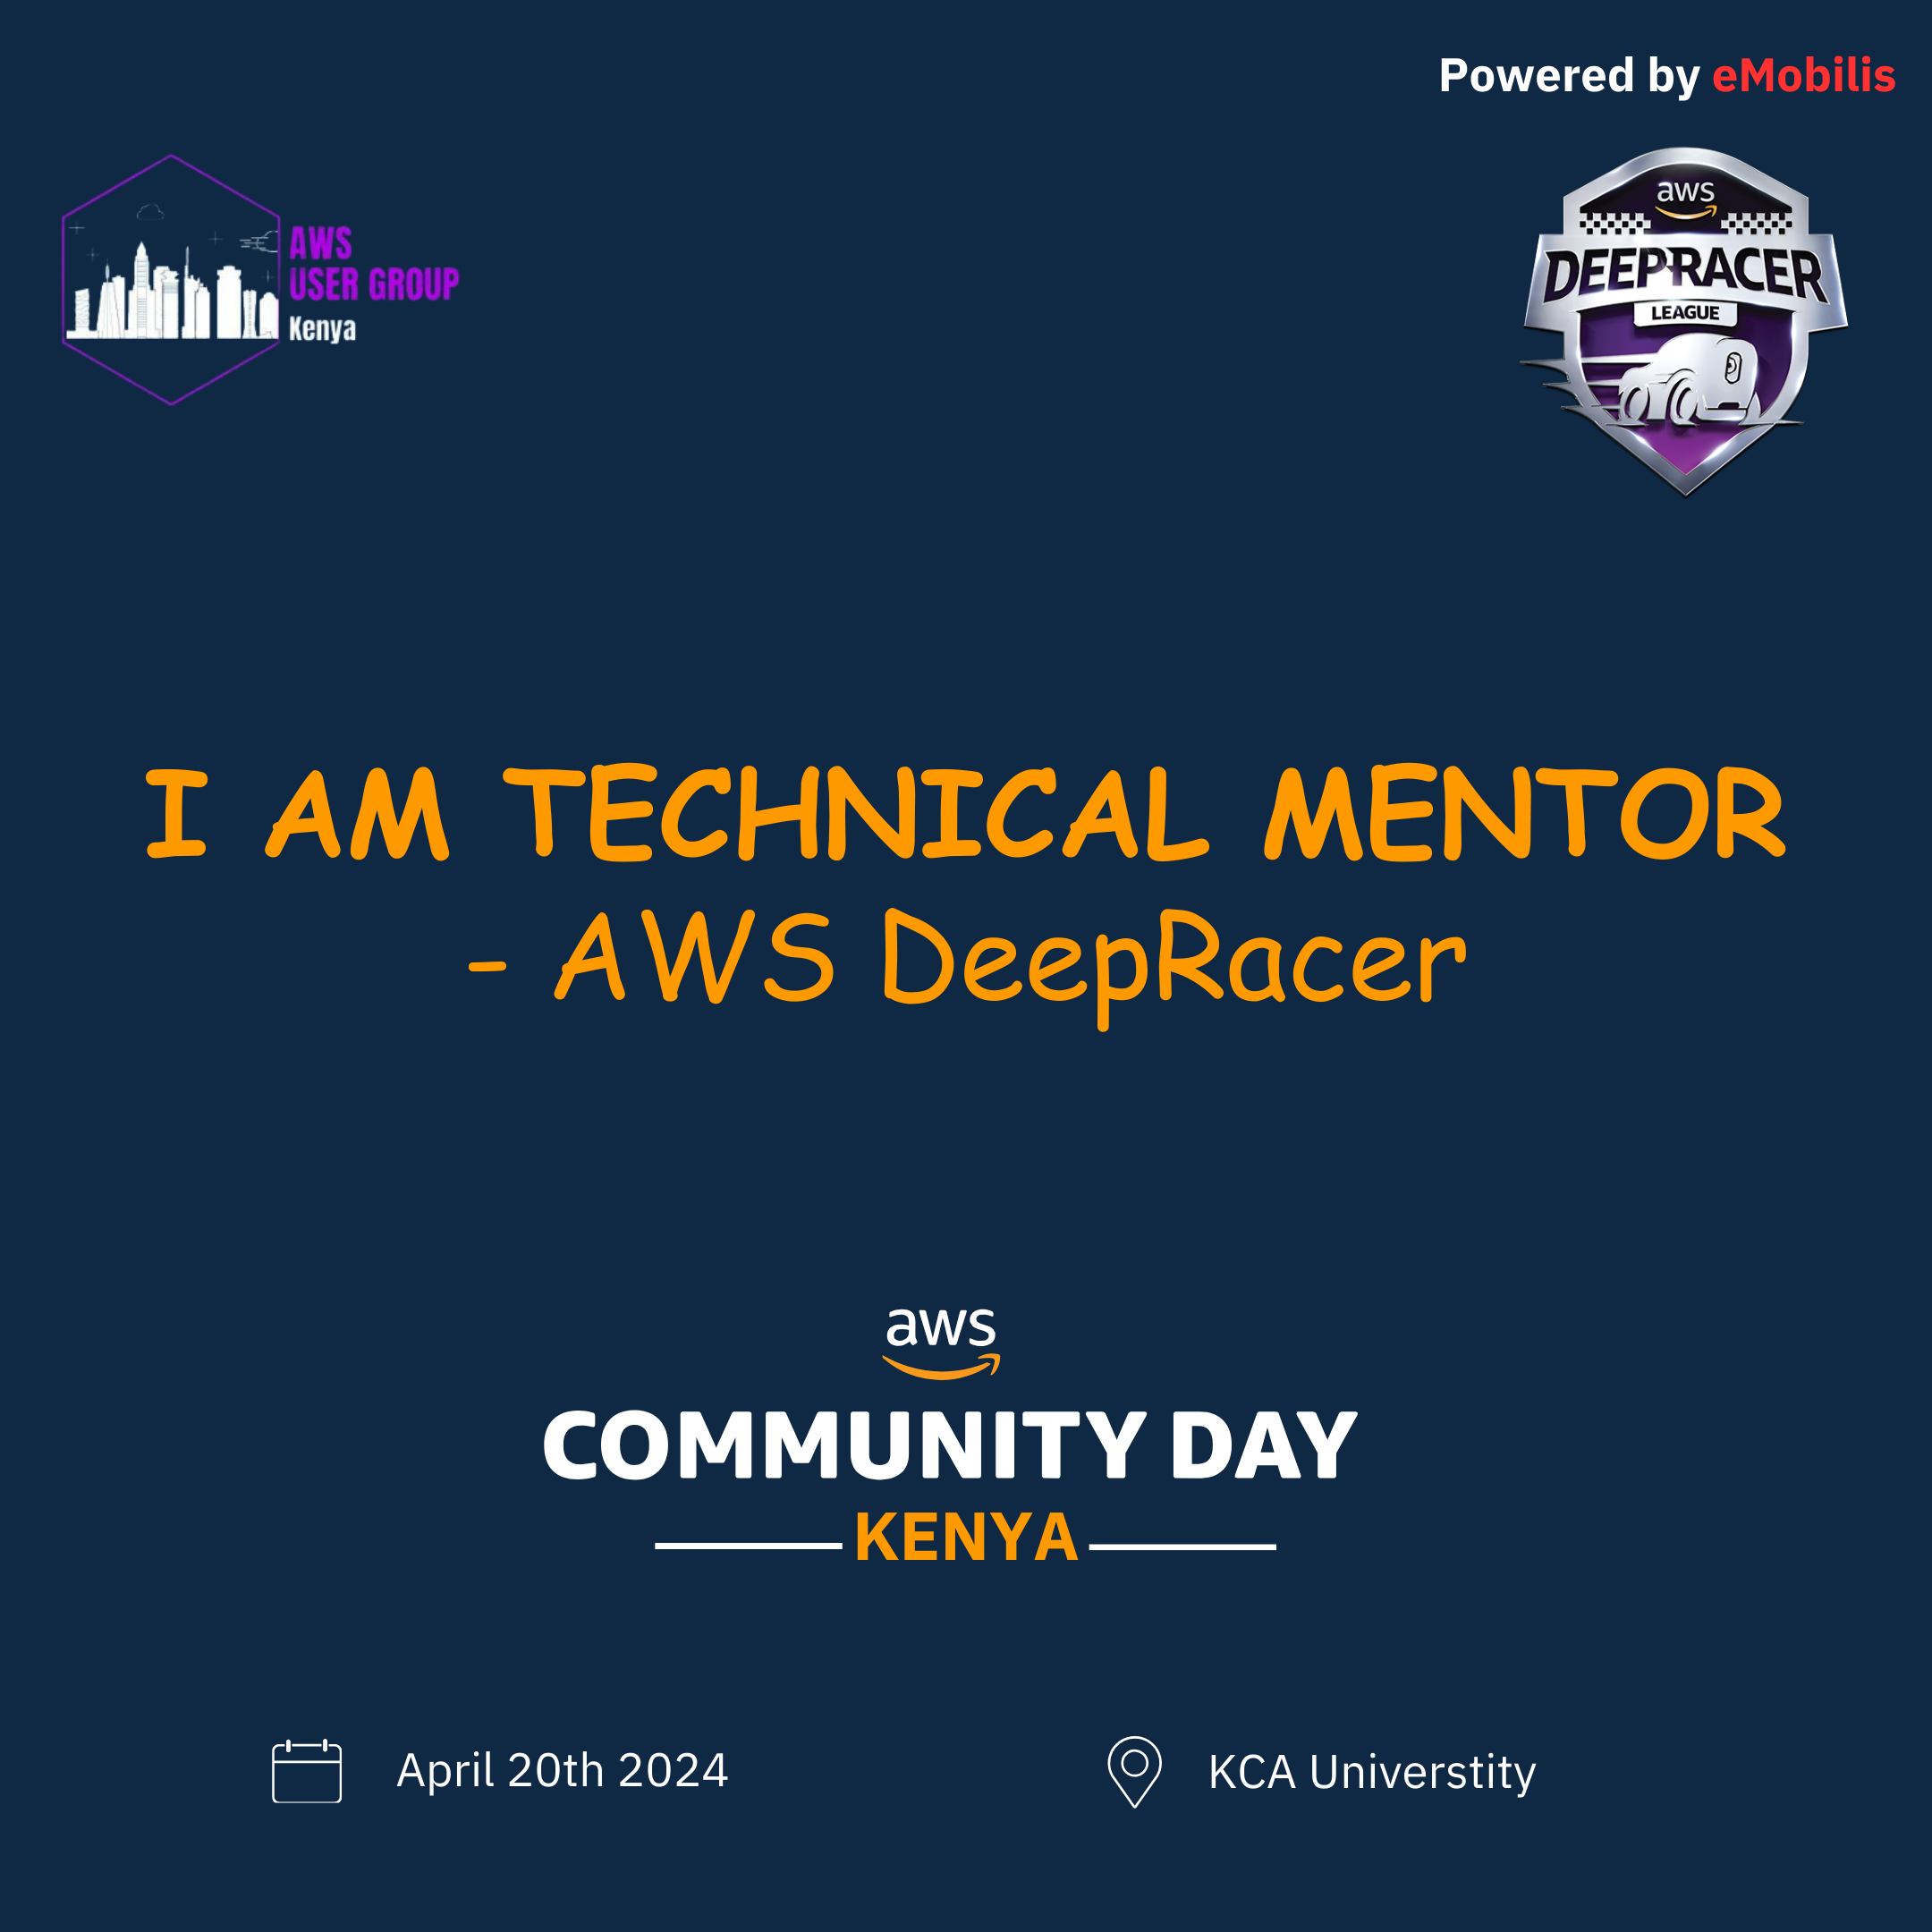 Powered by eMobilis
AWS
USER GROUP
Kenya
aws
DEEPRACER
LEAGUE
I AM TECHNICAL MENTOR
- AWS DeepRacer
aws
COMMUNITY DAY
KENYA
April 20th 2024
KCA Universtity